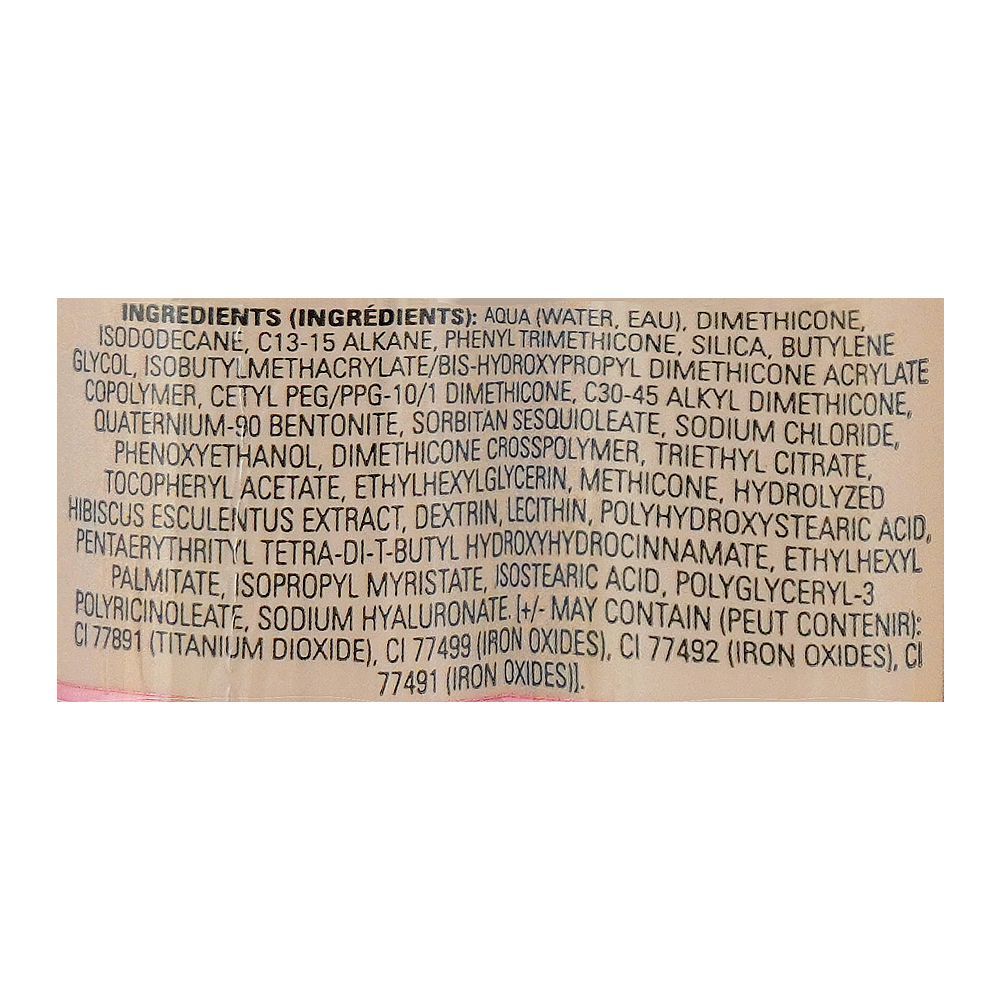 INGREDIENTS (INGRÉDIENTS): AQUA (WATER, EAU), DIMETHICONE,
ISODODECANE, C13-15 ALKANE, PHENYL TRIMETHICONE, SILICA, BUTYLENE
GLYCOL, ISOBUTYLMETHACRYLATE/BIS-HYDROXYPROPYL DIMETHICONE ACRYLATE
COPOLYMER, CETYL PEG/PPG-10/1 DIMETHICONE, C30-45 ALKYL DIMETHICONE,
QUATERNIUM-90 BENTONITE, SORBITAN SESQUIOLEATE, SODIUM CHLORIDE,
PHENOXYETHANOL, DIMETHICONE CROSSPOLYMER, TRIETHYL CITRATE,
TOCOPHERYL ACETATE, ETHYLHEXYLGLYCERIN, METHICONE, HYDROLYZED
HIBISCUS ESCULENTUS EXTRACT, DEXTRIN, LECITHIN, POLYHYDROXYSTEARIC ACID,
PENTAERYTHRITYL TETRA-DI-T-BUTYL HYDROXYHYDROCINNAMATE, ETHYLHEXYL
PALMITATE, ISOPROPYL MYRISTATE, ISOSTEARIC ACID, POLYGLYCERYL-3
POLYRICINOLEATE, SODIUM HYALURONATE. [+/- MAY CONTAIN (PEUT CONTENIR):
CI 77891 (TITANIUM DIOXIDE), CI 77499 (IRON OXIDES), CI 77492 (IRON OXIDES), CI
77491 (IRON OXIDES)].